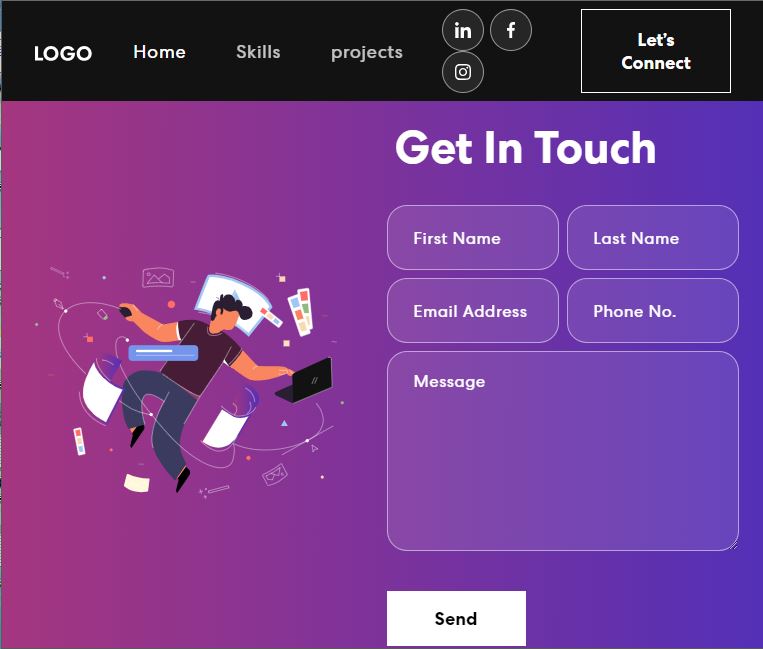 LOGO
Home
Skills
projects
in
f
Let's
Connect
Get In Touch
First Name
Last Name
Email Address
Phone No.
Message
//
Send